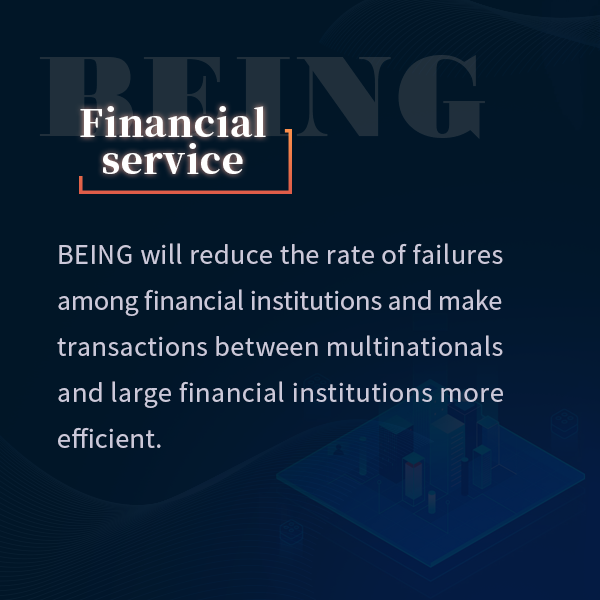 BEING
Financial
service
BEING will reduce the rate of failures
among financial institutions and make
transactions between multinationals
and large financial institutions more
efficient.